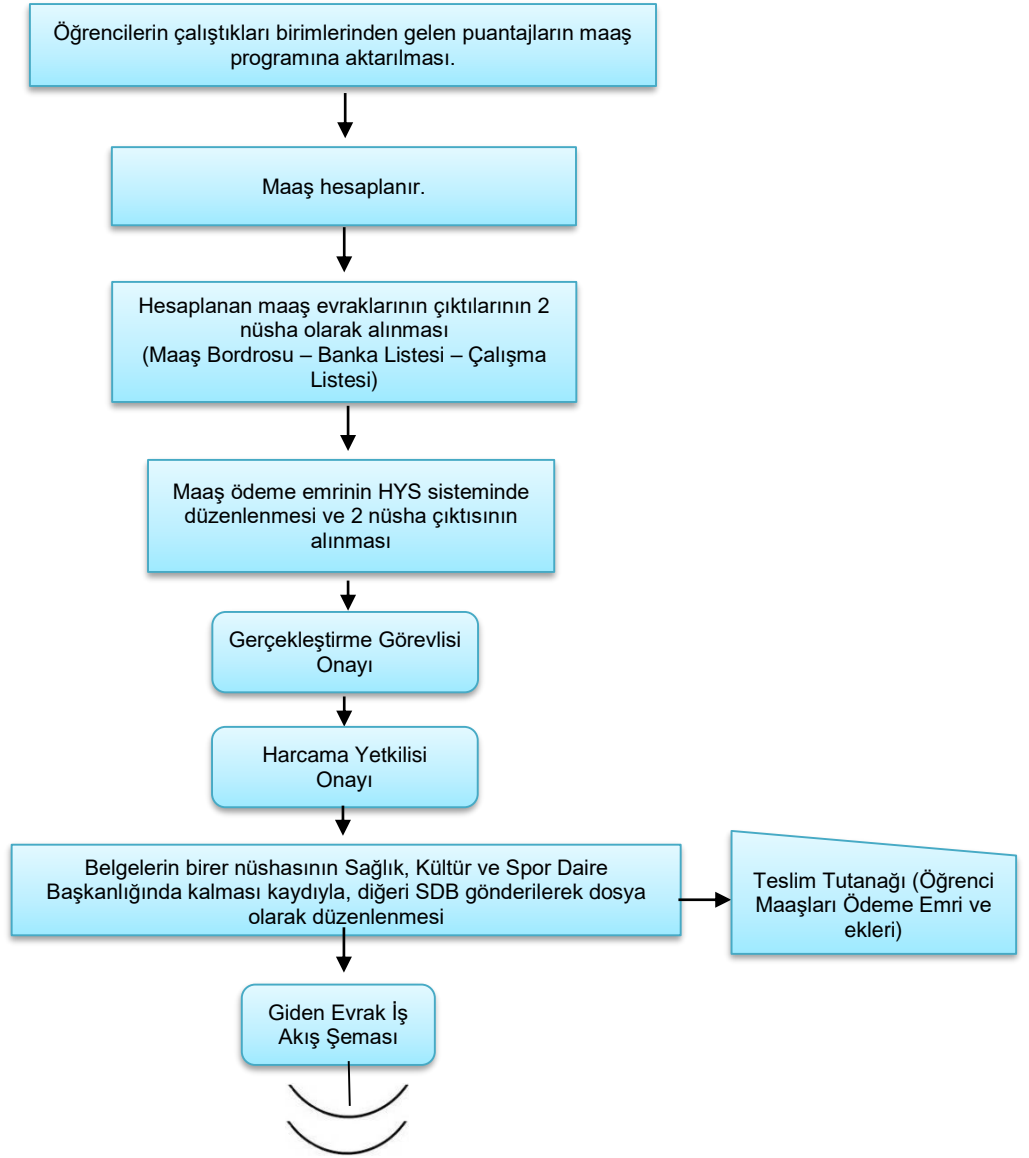 Öğrencilerin çalıştıkları birimlerinden gelen puantajların maaş
programına aktarılması.
Maaş hesaplanır.
Hesaplanan maaş evraklarının çıktılarının 2
nüsha olarak alınması
(Maaş Bordrosu – Banka Listesi – Çalışma
Listesi)
Maaş ödeme emrinin HYS sisteminde
düzenlenmesi ve 2 nüsha çıktısının
alınması
Gerçekleştirme Görevlisi
Onayı
Harcama Yetkilisi
Onayı
Belgelerin birer nüshasının Sağlık, Kültür ve Spor Daire
Başkanlığında kalması kaydıyla, diğeri SDB gönderilerek dosya
olarak düzenlenmesi
Teslim Tutanağı (Öğrenci
Maaşları Ödeme Emri ve
ekleri)
Giden Evrak İş
Akış Şeması